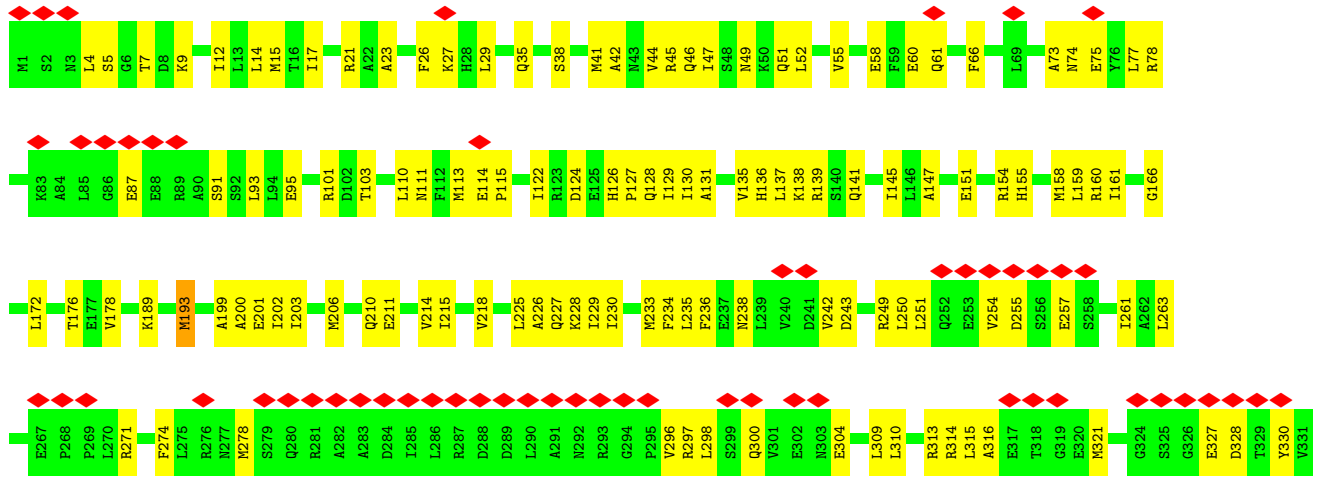 M1 S2 N3 L4 S5 G6 T7 D8 K9 I12 L13 L14 M15 T16 I17 R21 A22 A23 F26 K27 H28 L29 Q35 S38 M41 A42 N43 V44 R45 Q46 I47 S48 N49 K50 Q51 L52 V55 E58 F59 E60 Q61 F66 L69 A73 N74 E75 Y76 L77 R78
K83 A84 L85 G86 E87 E88 R89 A90 S91 S92 L93 L94 E95 R101 D102 T103 L110 N111 F112 M113 E114 P115 I122 R123 D124 E125 H126 P127 Q128 I129 I130 A131 V135 H136 L137 K138 R139 S140 Q141 I145 L146 A147 E151 R154 H155 M158 L159 R160 I161 G166
L172 T176 E177 V178 K189 M193 A199 A200 E201 I202 I203 M206 Q210 E211 V214 I215 V218 L225 A226 Q227 K228 I229 I230 M233 F234 L235 F236 E237 N238 L239 V240 D241 V242 D243 R249 L250 L251 Q252 E253 V254 D255 S256 E257 S258 I261 A262 L263
E267 P268 P269 L270 R271 F274 L275 R276 N277 M278 S279 Q280 R281 A282 A283 D284 I285 L286 R287 D288 D289 L290 A291 N292 R293 G294 P295 V296 R297 L298 S299 Q300 V301 E302 N303 E304 L309 L310 R313 R314 L315 A316 E317 T318 G319 E320 M321 G324 S325 G326 E327 D328 T329 Y330 V331